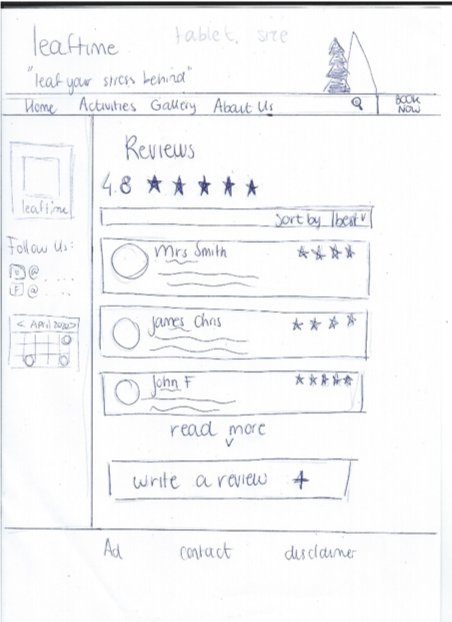 leaftime
tablet size
"leaf your stress behind"
Home Activities Gallery About Us
BOOK NOW
Reviews
4.8
leaftime
Sort by best
Follow Us:
@ . . . .
@ . . . .
Mrs Smith
< April >
James Chris
John F
read more
write a review +
Ad contact disclaimer